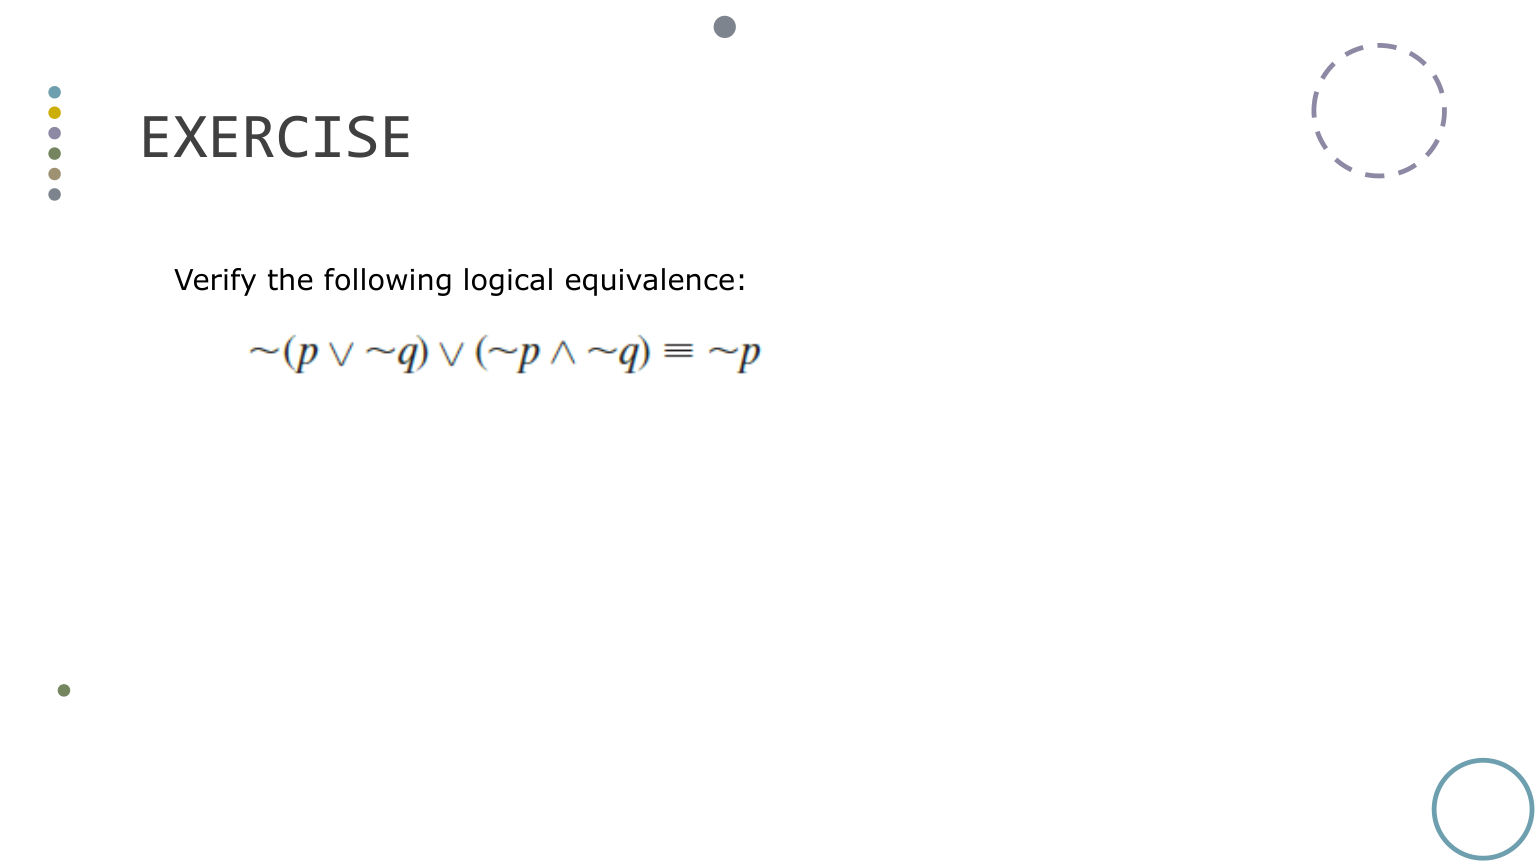 EXERCISE
Verify the following logical equivalence:
~(p ∨ ~q) ∨ (~p ∧ ~q) ≡ ~p